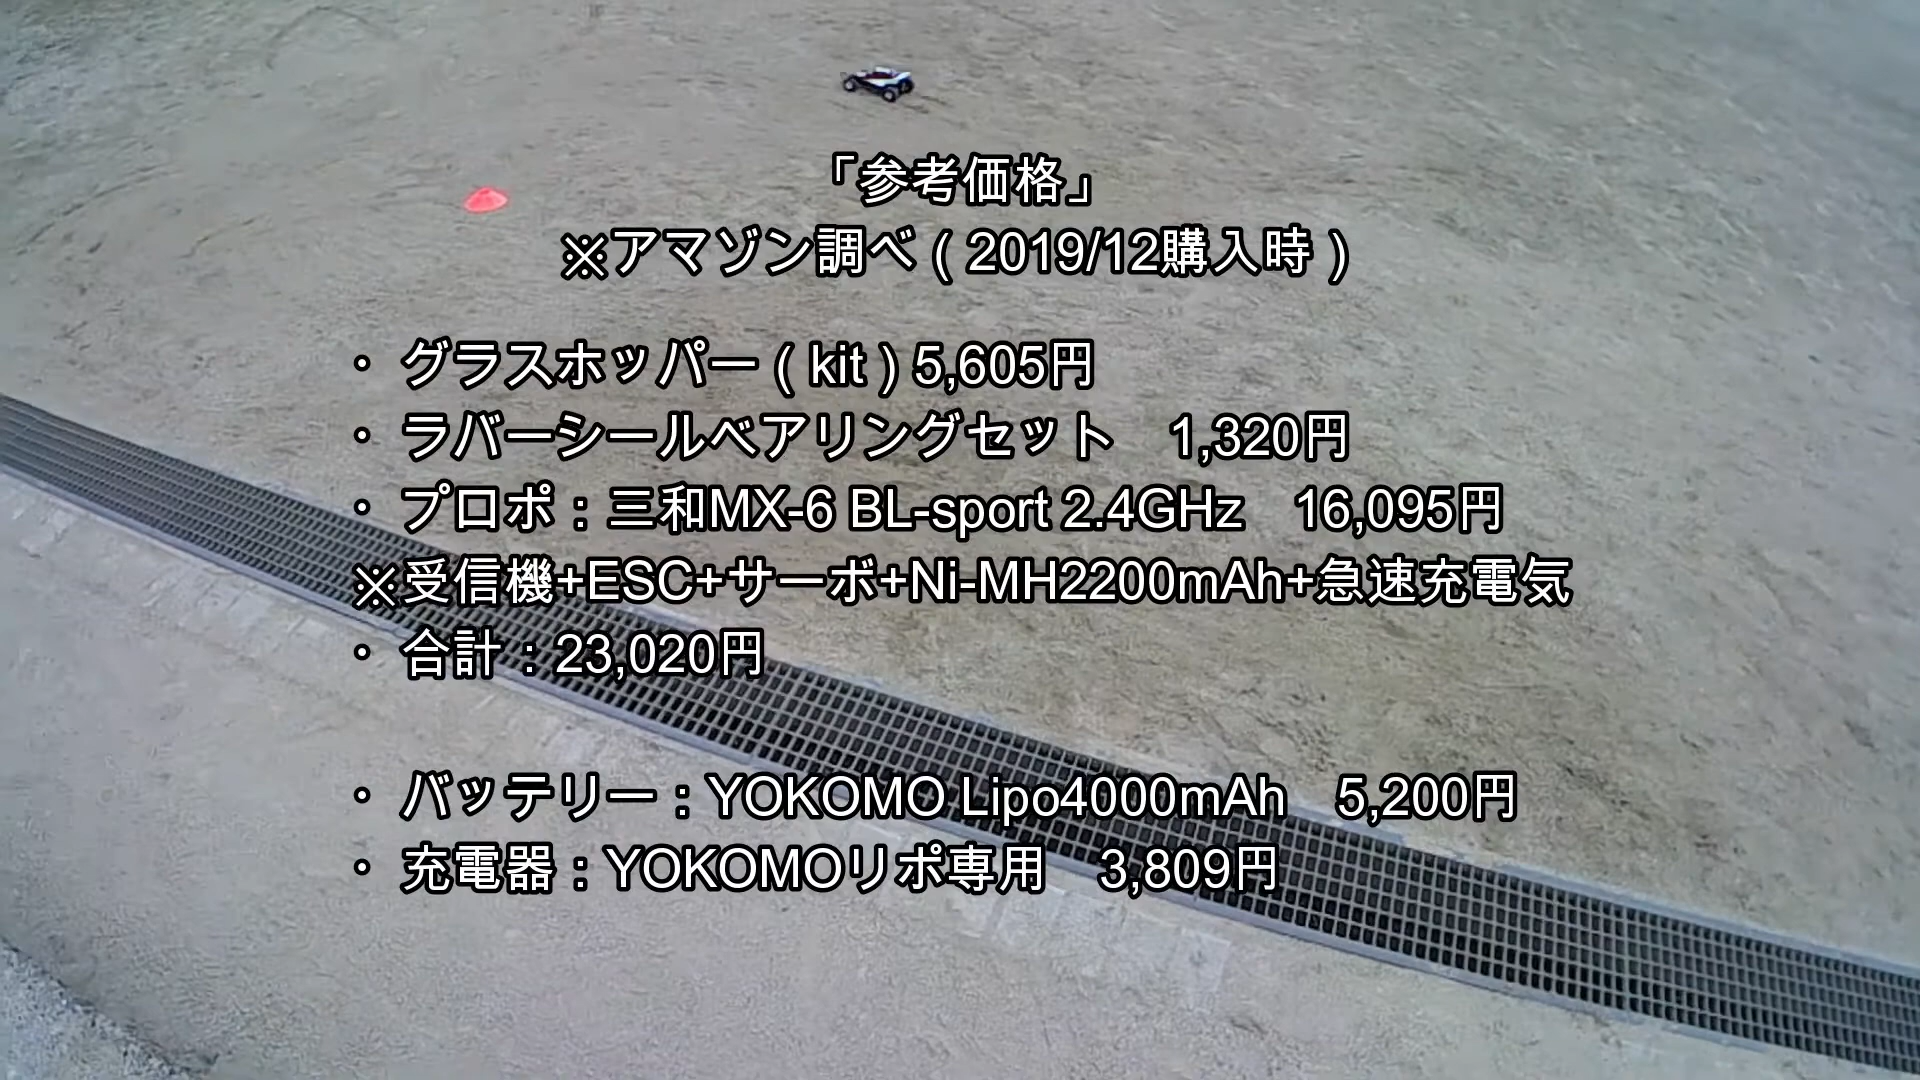 「参考価格」
※アマゾン調べ（2019/12購入時）
・グラスホッパー（kit）5,605円
・ラバーシールベアリングセット　1,320円
・プロポ：三和MX-6 BL-sport 2.4GHz　16,095円
※受信機+ESC+サーボ+Ni-MH2200mAh+急速充電気
・合計：23,020円
・バッテリー：YOKOMO Lipo4000mAh　5,200円
・充電器：YOKOMOリポ専用　3,809円